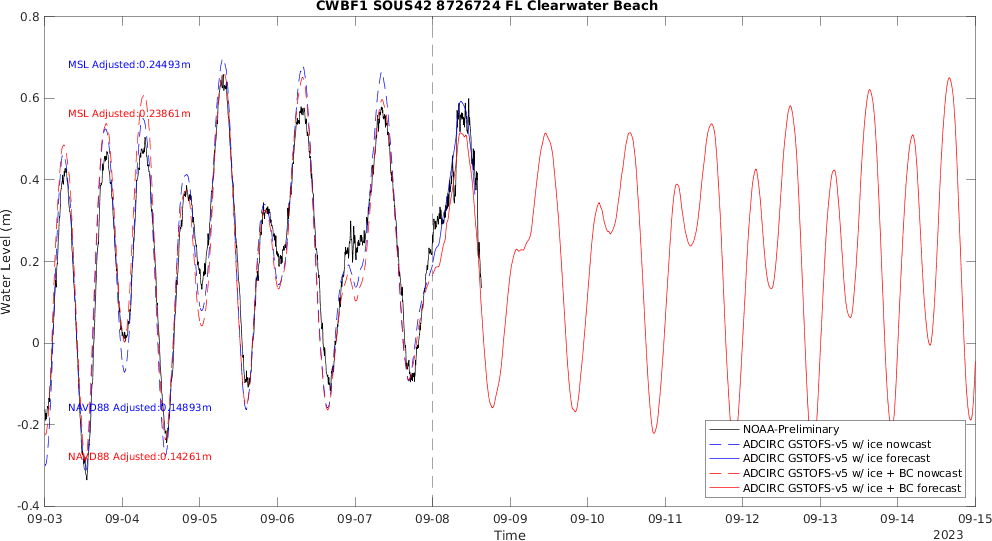 CWBF1 SOUS42 8726724 FL Clearwater Beach
0.8
0.6
0.4
0.2
0
-0.2
-0.4
Water Level (m)
MSL Adjusted:0.24493m
MSL Adjusted:0.23861m
NAVD88 Adjusted:0.14893m
NAVD88 Adjusted:0.14261m
NOAA-Preliminary
ADCIRC GSTOFS-v5 w/ ice nowcast
ADCIRC GSTOFS-v5 w/ ice forecast
ADCIRC GSTOFS-v5 w/ ice + BC nowcast
ADCIRC GSTOFS-v5 w/ ice + BC forecast
09-03 09-04 09-05 09-06 09-07 09-08 09-09 09-10 09-11 09-12 09-13 09-14 09-15
Time
2023